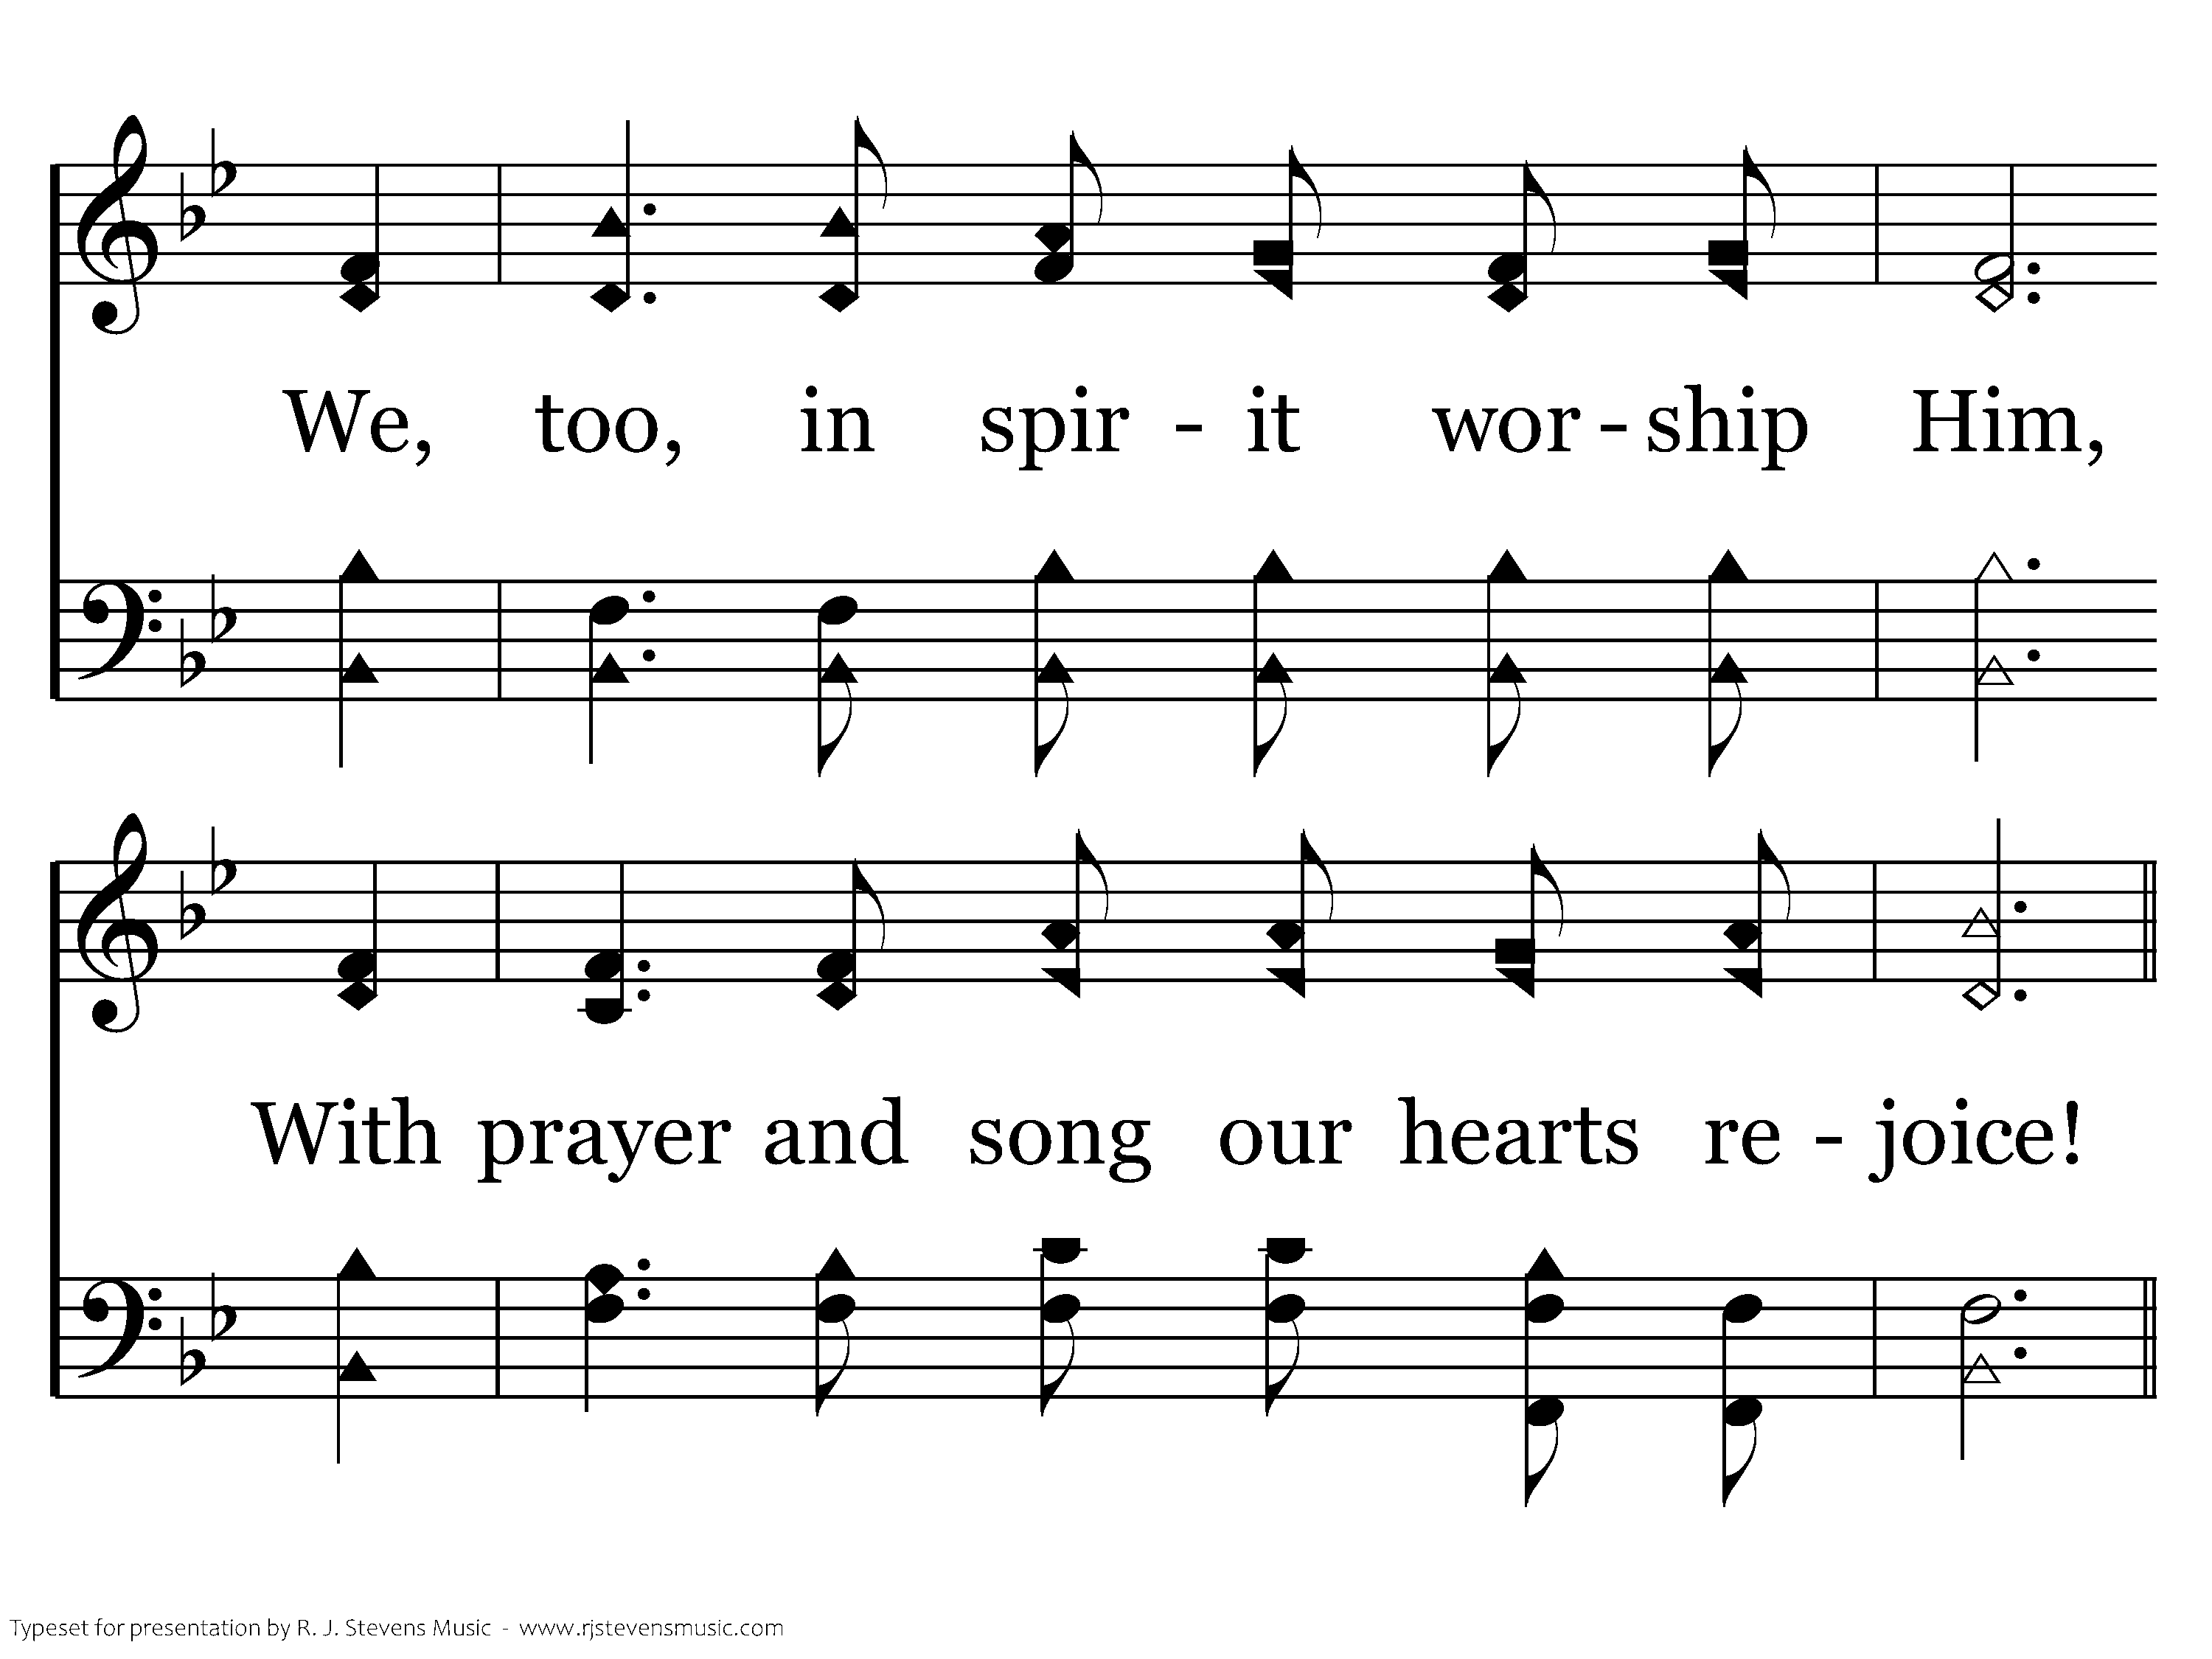 We, too, in spir - it wor - ship Him,
With prayer and song our hearts re - joice!
Typeset for presentation by R. J. Stevens Music - www.rjstevensmusic.com